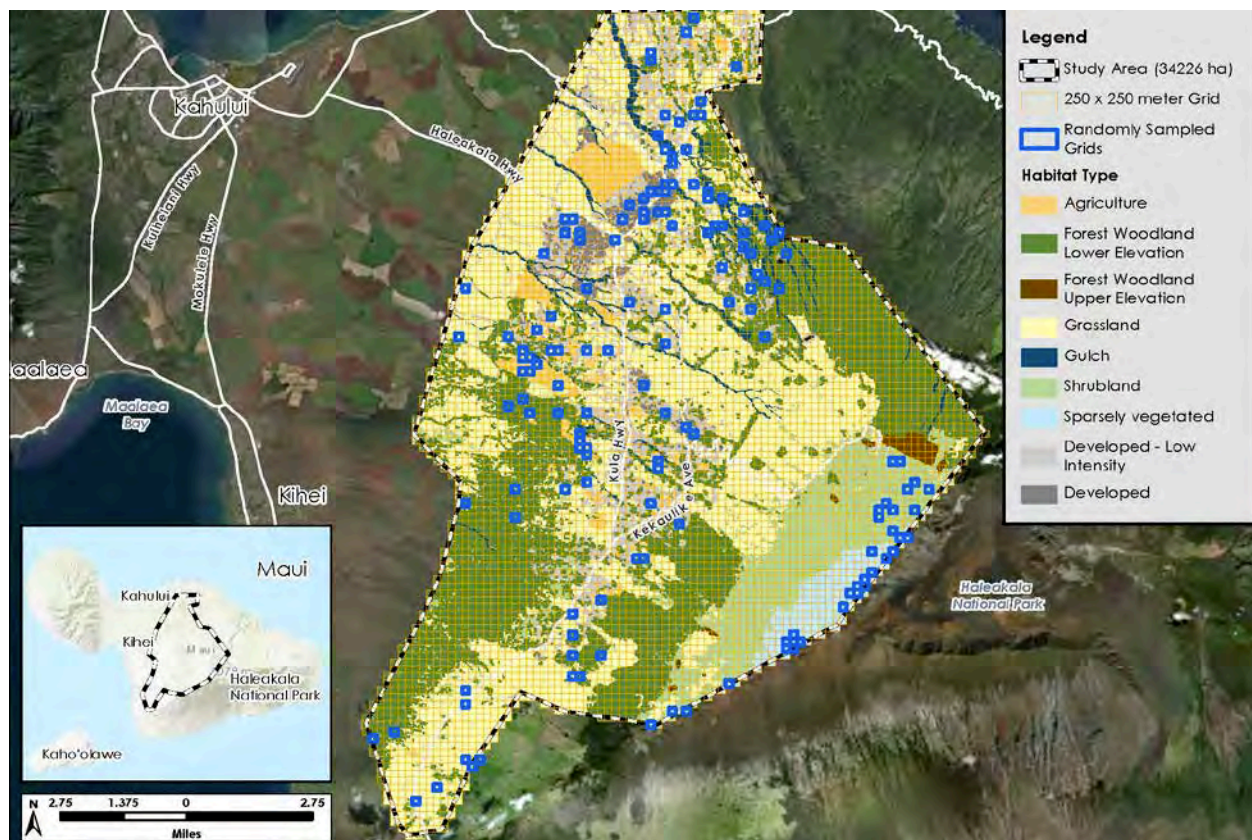 Kahului
Haleakala Hwy
Kuihelani Hwy
Mokulele Hwy
Maalaea
Maalaea
Bay
Kihei
Kula Hwy
Kekaulike Ave
Haleakala
National Park
Legend
Study Area (34226 ha)
250 x 250 meter Grid
Randomly Sampled
Grids
Habitat Type
Agriculture
Forest Woodland
Lower Elevation
Forest Woodland
Upper Elevation
Grassland
Gulch
Shrubland
Sparsely vegetated
Developed - Low
Intensity
Developed
Maui
Kahului
Kihei
Maui
Haleakala
National Park
Kaho'olawe
N
2.75 1.375 0 2.75
Miles